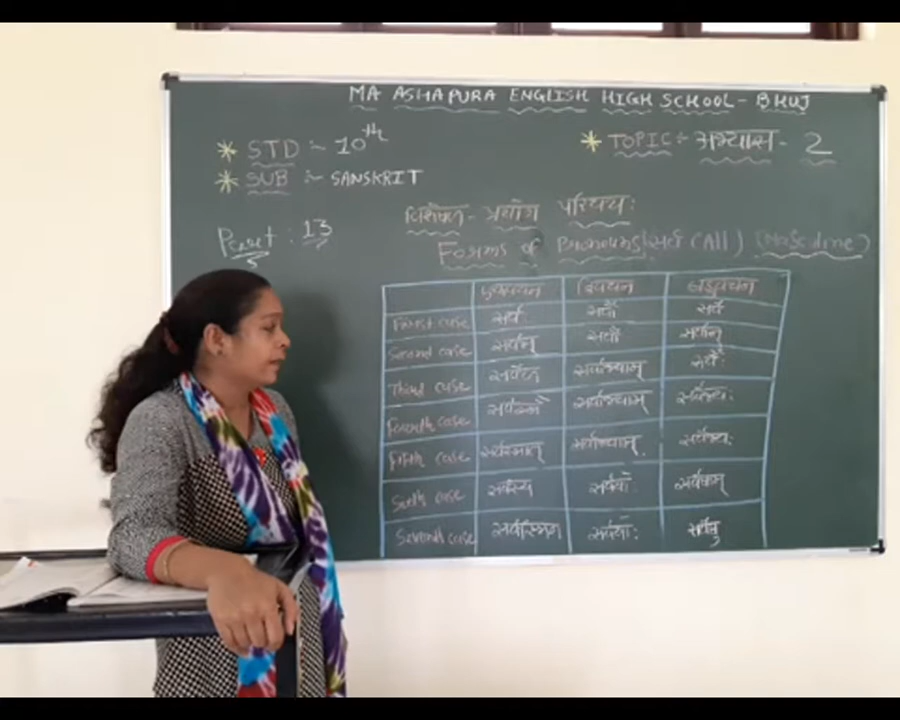 MA ASHAPURA ENGLISH HIGH SCHOOL - BHUJ
* STD :- 10th
* TOPIC :- अभ्यास - 2
* SUB :- SANSKRIT
Part : 13
प्रयोग परिचय:
Forms of Pronouns (सर्व (All) (Masculine)
एकवचन द्विवचन बहुवचन
First case सर्व सर्वौ सर्वे
Second case सर्वम् सर्वौ सर्वान्
Third case सर्वेण सर्वाभ्याम् सर्वैः
Fourth case सर्वस्मै सर्वाभ्याम् सर्वेभ्यः
Fifth case सर्वस्मात् सर्वाभ्याम् सर्वेभ्यः
Sixth case सर्वस्य सर्वयो सर्वेषाम्
Seventh case सर्वस्मिन सर्वयोः सर्वेषु